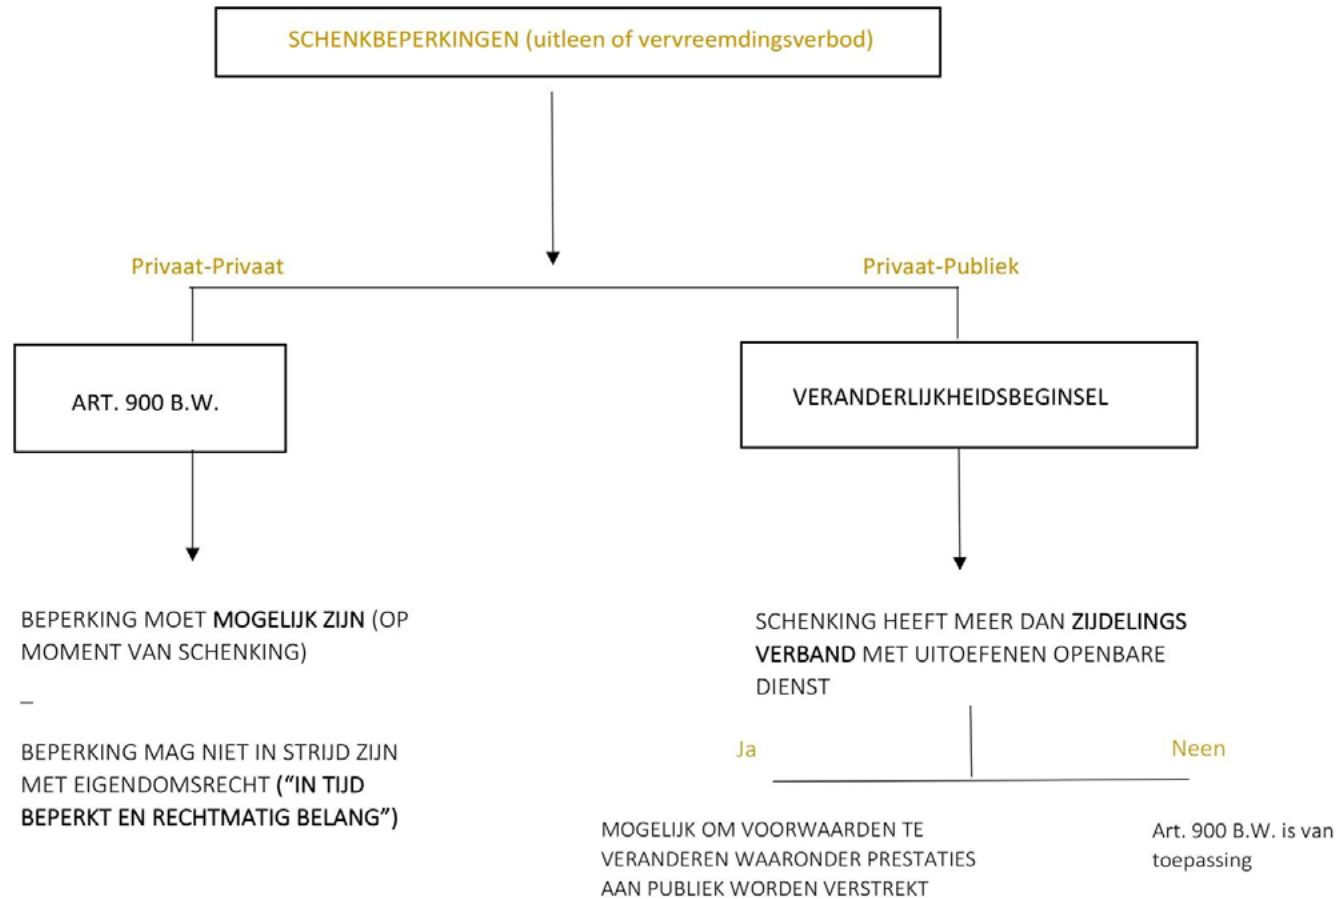 SCHENKBEPERKINGEN (uitleen of vervreemdingsverbod)
Privaat-Privaat
Privaat-Publiek
ART. 900 B.W.
VERANDERLIJKHEIDSBEGINSEL
BEPERKING MOET MOGELIJK ZIJN (OP
MOMENT VAN SCHENKING)
–
BEPERKING MAG NIET IN STRIJD ZIJN
MET EIGENDOMSRECHT (“IN TIJD
BEPERKT EN RECHTMATIG BELANG”)
SCHENKING HEEFT MEER DAN ZIJDELINGS
VERBAND MET UITOEFENEN OPENBARE
DIENST
Ja
Neen
MOGELIJK OM VOORWAARDEN TE
VERANDEREN WAARONDER PRESTATIES
AAN PUBLIEK WORDEN VERSTREKT
Art. 900 B.W. is van
toepassing